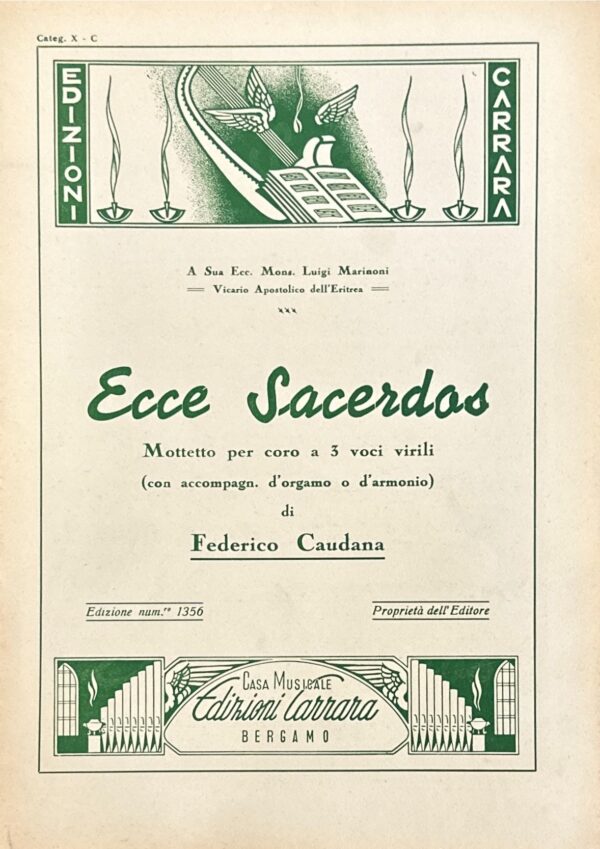 Categ. X - C
EDIZIONI
CARRARA
A Sua Ecc. Mons. Luigi Marinoni
Vicario Apostolico dell'Eritrea
Ecce Sacerdos
Mottetto per coro a 3 voci virili
(con accompagn. d'orgamo o d'armonio)
di
Federico Caudana
Edizione num.ro 1356
Proprietà dell'Editore
CASA MUSICALE
Edizioni Carrara
BERGAMO